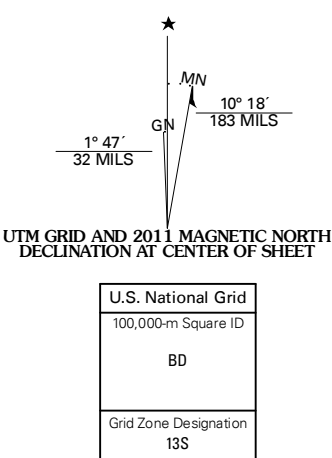 ★
MN
GN
10° 18´
183 MILS
1° 47´
32 MILS
UTM GRID AND 2011 MAGNETIC NORTH
DECLINATION AT CENTER OF SHEET
U.S. National Grid
100,000-m Square ID
BD
Grid Zone Designation
13S